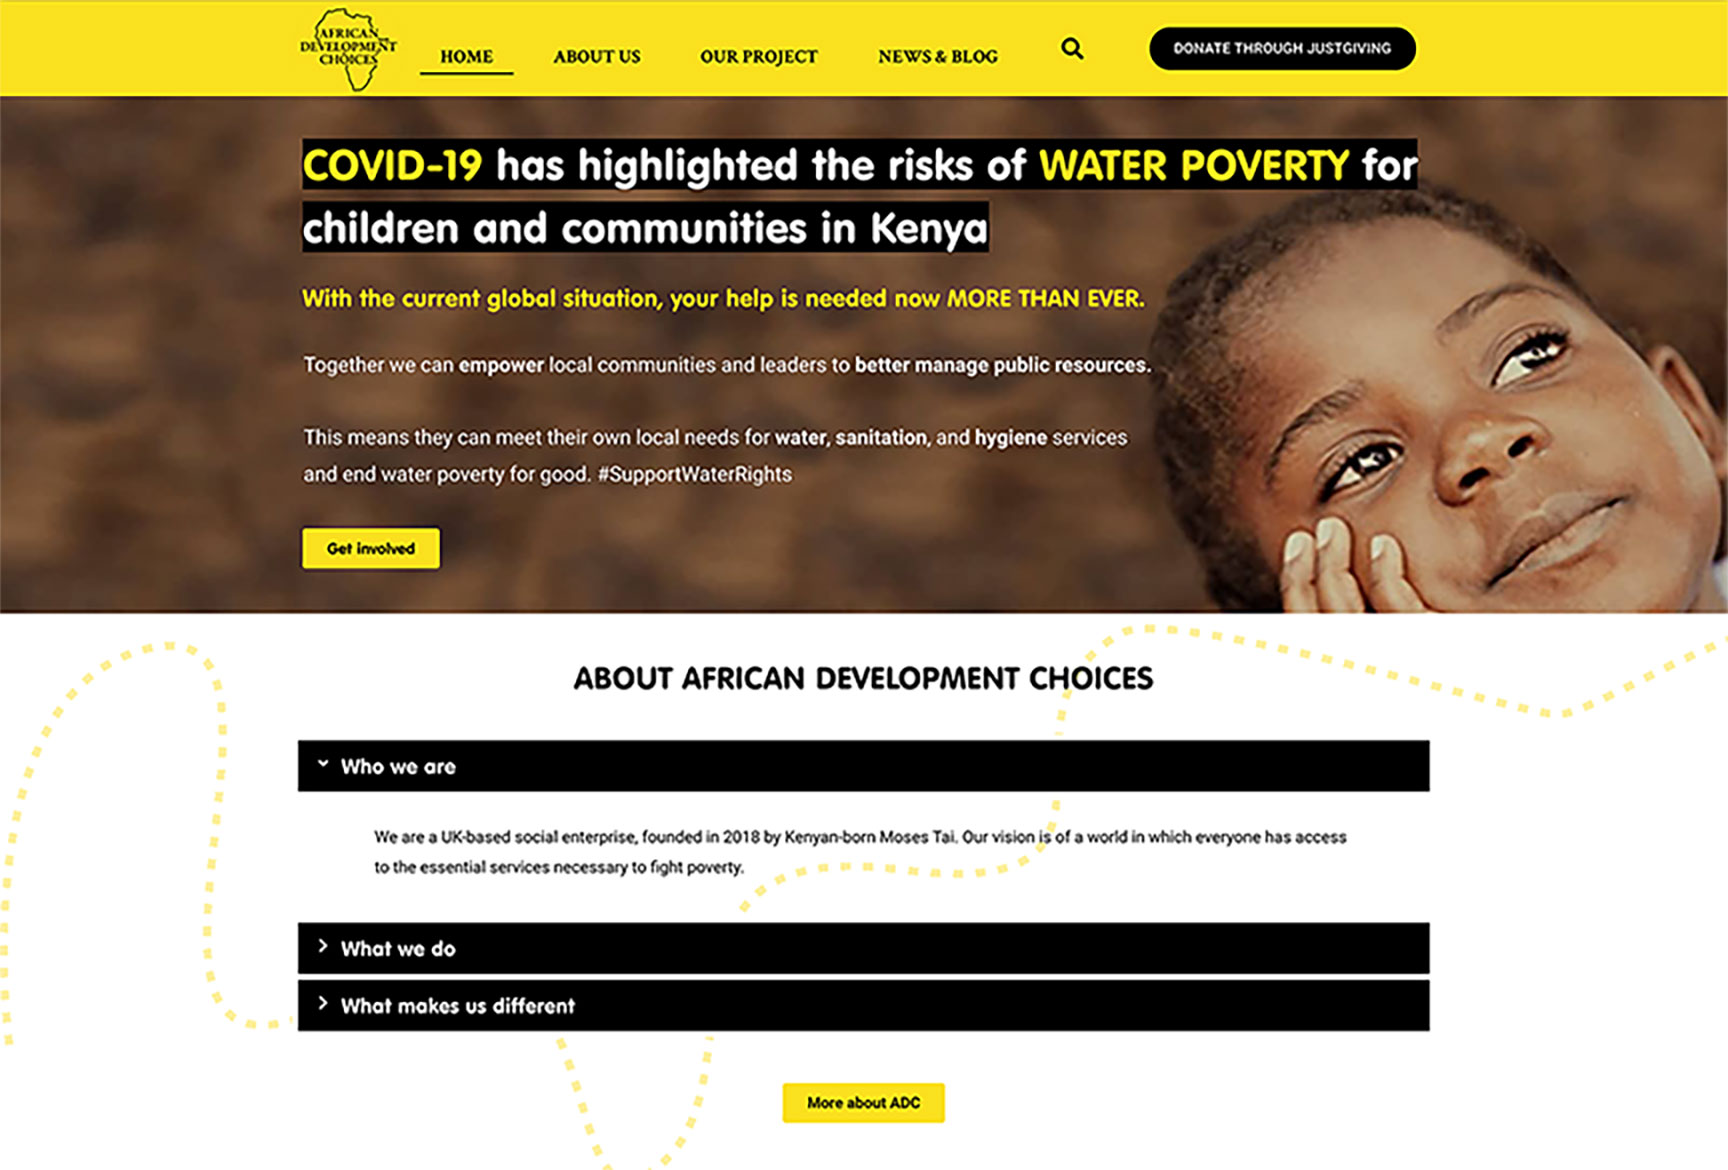 AFRICAN
DEVELOPMENT
CHOICES
HOME
ABOUT US
OUR PROJECT
NEWS & BLOG
DONATE THROUGH JUSTGIVING
COVID-19 has highlighted the risks of WATER POVERTY for
children and communities in Kenya
With the current global situation, your help is needed now MORE THAN EVER.
Together we can empower local communities and leaders to better manage public resources.
This means they can meet their own local needs for water, sanitation, and hygiene services
and end water poverty for good. #SupportWaterRights
Get involved
ABOUT AFRICAN DEVELOPMENT CHOICES
Who we are
We are a UK-based social enterprise, founded in 2018 by Kenyan-born Moses Tai. Our vision is of a world in which everyone has access
to the essential services necessary to fight poverty.
What we do
What makes us different
More about ADC